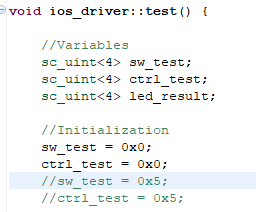 void ios_driver::test() {
//Variables
sc_uint<4> sw_test;
sc_uint<4> ctrl_test;
sc_uint<4> led_result;
//Initialization
sw_test = 0x0;
ctrl_test = 0x0;
//sw_test = 0x5;
//ctrl_test = 0x5;